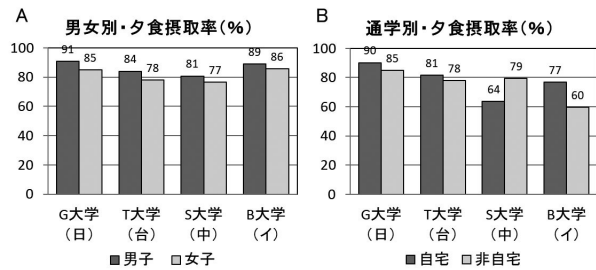 A
男女別・夕食摂取率(%)
100
80
60
40
20
0
91
85
84
78
81
77
89
86
G大学
(日)
T大学
(台)
S大学
(中)
B大学
(イ)
男子
女子
B
通学別・夕食摂取率(%)
100
80
60
40
20
0
90
85
81
78
64
79
77
60
G大学
(日)
T大学
(台)
S大学
(中)
B大学
(イ)
自宅
非自宅